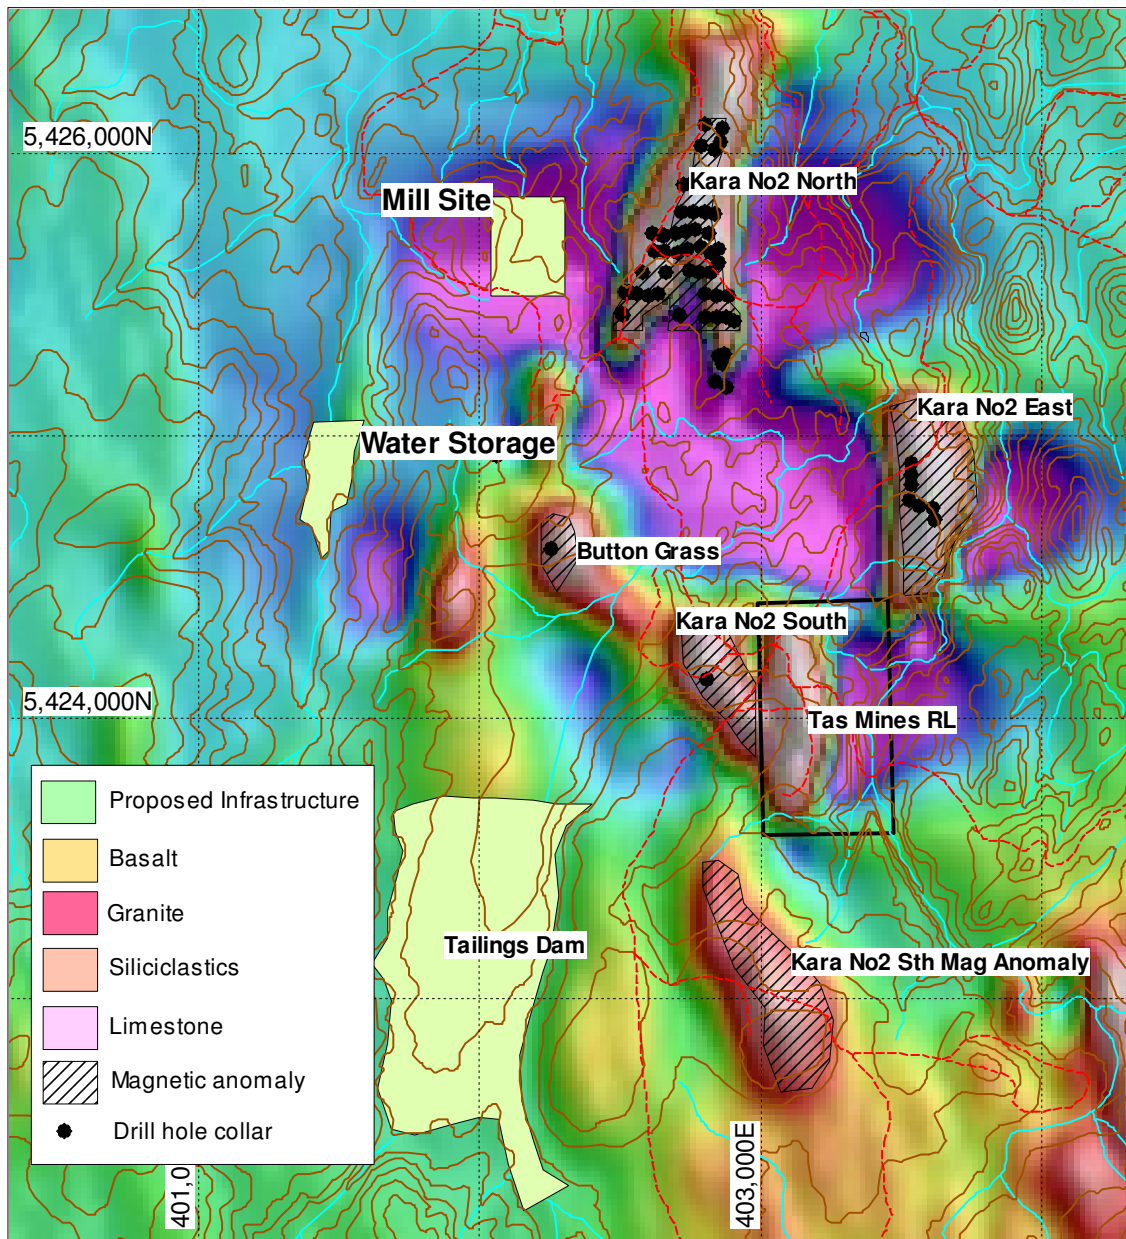 5,426,000N
Kara No2 North
Mill Site
Kara No2 East
Water Storage
Button Grass
Kara No2 South
5,424,000N
Tas Mines RL
Proposed Infrastructure
Basalt
Granite
Siliciclastics
Limestone
Magnetic anomaly
Drill hole collar
Tailings Dam
Kara No2 Sth Mag Anomaly
401,0
403,000E